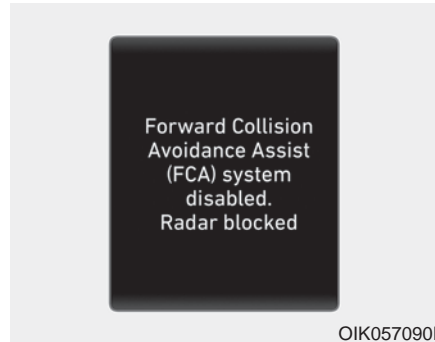 Forward Collision
Avoidance Assist
(FCA) system
disabled.
Radar blocked
OIK057090